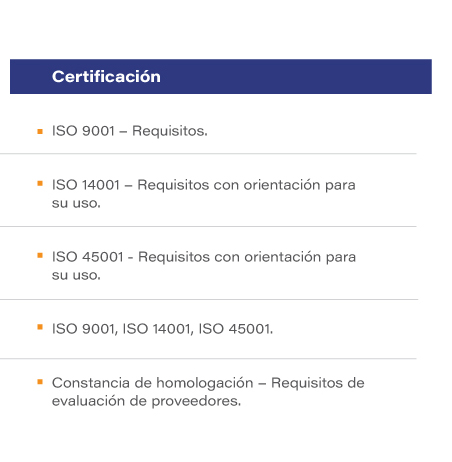 Certificación
ISO 9001 – Requisitos.
ISO 14001 – Requisitos con orientación para
su uso.
ISO 45001 - Requisitos con orientación para
su uso.
ISO 9001, ISO 14001, ISO 45001.
Constancia de homologación – Requisitos de
evaluación de proveedores.